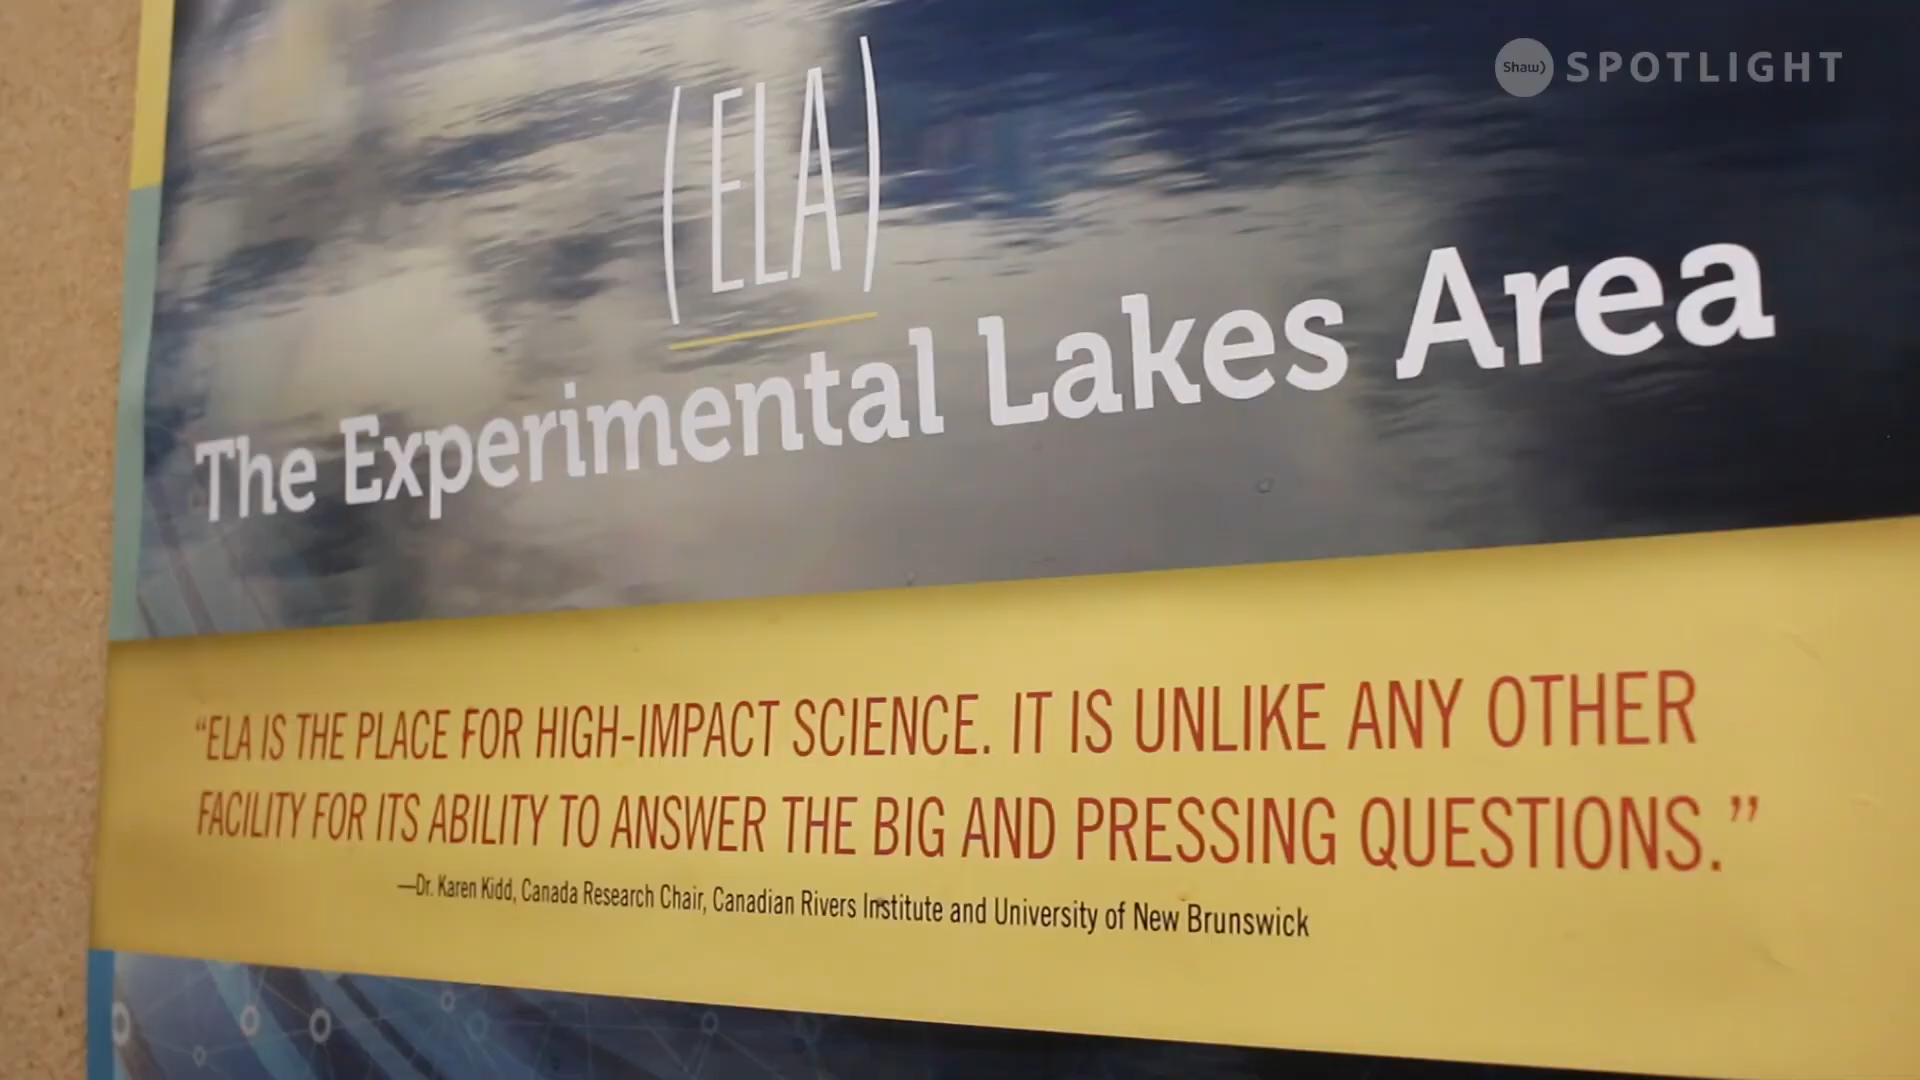 Shaw) SPOTLIGHT
(ELA)
The Experimental Lakes Area
“ELA IS THE PLACE FOR HIGH-IMPACT SCIENCE. IT IS UNLIKE ANY OTHER
FACILITY FOR ITS ABILITY TO ANSWER THE BIG AND PRESSING QUESTIONS.”
—Dr. Karen Kidd, Canada Research Chair, Canadian Rivers Institute and University of New Brunswick